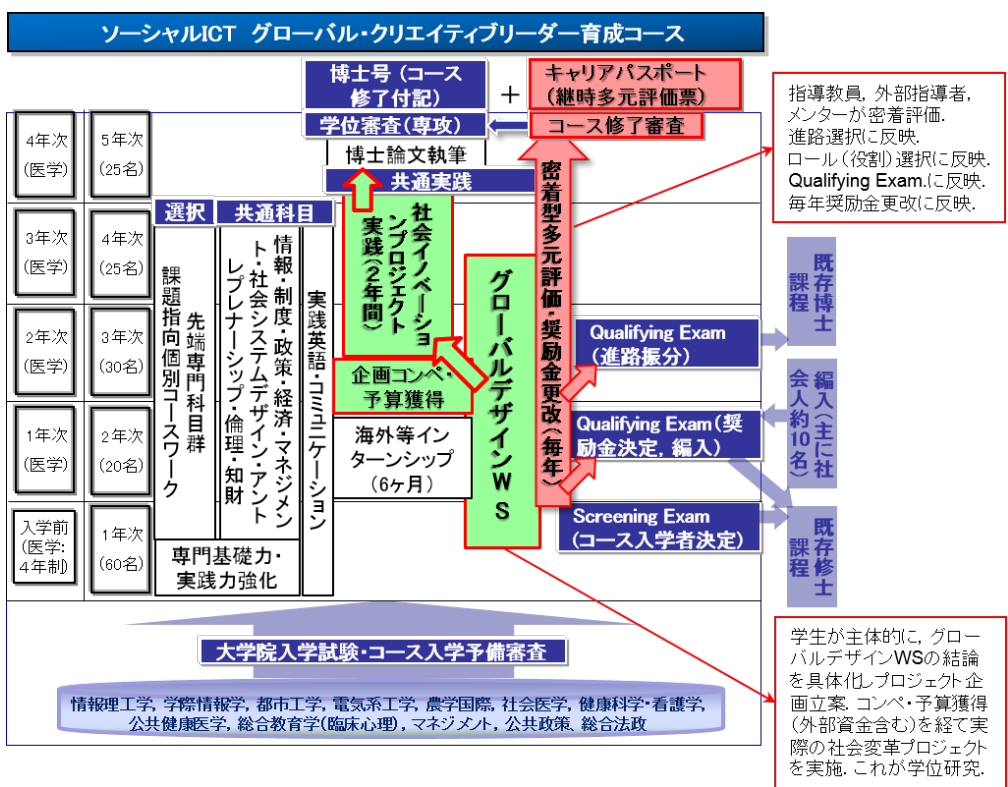 ソーシャルICT グローバル・クリエイティブリーダー育成コース
博士号（コース
修了付記）
＋
キャリアパスポート
（継時多元評価票）
学位審査（専攻）
コース修了審査
博士論文執筆
共通実践
4年次
(医学)
5年次
(25名)
3年次
(医学)
4年次
(25名)
2年次
(医学)
3年次
(30名)
1年次
(医学)
2年次
(20名)
入学前
(医学:
4年制)
1年次
(60名)
選択
共通科目
先端専門科目群
課題指向個別コースワーク
情報・制度・政策・経済・マネジメン
ト・社会システムデザイン・アント
レプレナーシップ・倫理・知財
実践英語・コミュニケーション
専門基礎力・
実践力強化
社会イノベーショ
ンプロジェクト
実践（2年間）
企画コンペ・
予算獲得
海外等イン
ターンシップ
（6ヶ月）
グローバルデザインＷＳ
密着型多元評価・奨励金更改（毎年）
Qualifying Exam
（進路振分）
Qualifying Exam（奨
励金決定, 編入）
Screening Exam
（コース入学者決定）
既存博士
課程
編入（主に社
会人約10名）
既存修士
課程
指導教員, 外部指導者,
メンターが密着評価.
進路選択に反映.
ロール（役割）選択に反映.
Qualifying Exam.に反映.
毎年奨励金更改に反映.
大学院入学試験・コース入学予備審査
情報理工学, 学際情報学, 都市工学, 電気系工学, 農学国際, 社会医学, 健康科学・看護学,
公共健康医学, 総合教育学(臨床心理), マネジメント, 公共政策、総合法政
学生が主体的に, グロー
バルデザインWSの結論
を具体化しプロジェクト企
画立案. コンペ・予算獲得
（外部資金含む）を経て実
際の社会変革プロジェクト
を実施. これが学位研究.